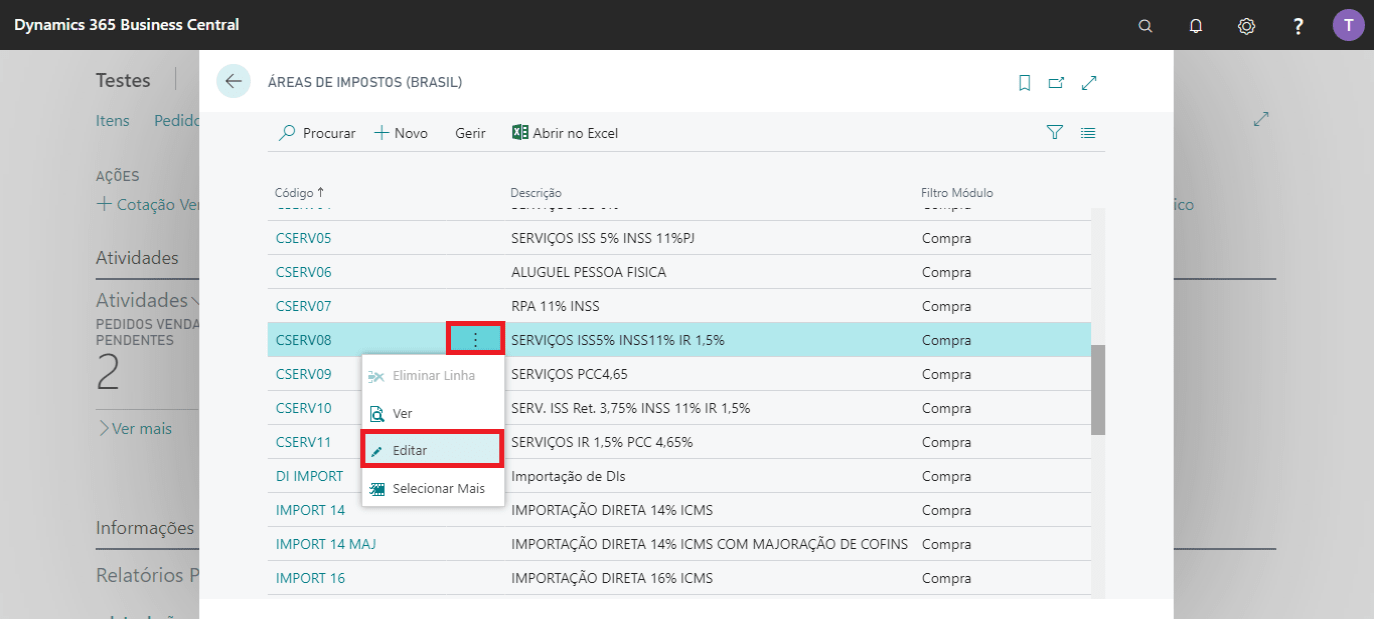 Dynamics 365 Business Central
?
T
Testes
Itens Pedido
AÇÕES
Cotação Ve
Atividades
Atividades
PEDIDOS VENDA
PENDENTES
2
Ver mais
Informações
Relatórios P
ico
ÁREAS DE IMPOSTOS (BRASIL)
Procurar Novo Gerir Abrir no Excel
Código ↑ Descrição Filtro Módulo
CSERV05 SERVIÇOS ISS 5% INSS 11%PJ Compra
CSERV06 ALUGUEL PESSOA FISICA Compra
CSERV07 RPA 11% INSS Compra
CSERV08 SERVIÇOS ISS5% INSS11% IR 1,5% Compra
CSERV09 SERVIÇOS PCC4,65 Compra
CSERV10 SERV. ISS Ret. 3,75% INSS 11% IR 1,5% Compra
CSERV11 SERVIÇOS IR 1,5% PCC 4,65% Compra
DI IMPORT Importação de DIs Compra
IMPORT 14 IMPORTAÇÃO DIRETA 14% ICMS Compra
IMPORT 14 MAJ IMPORTAÇÃO DIRETA 14% ICMS COM MAJORAÇÃO DE COFINS Compra
IMPORT 16 IMPORTAÇÃO DIRETA 16% ICMS Compra
Eliminar Linha
Ver
Editar
Selecionar Mais